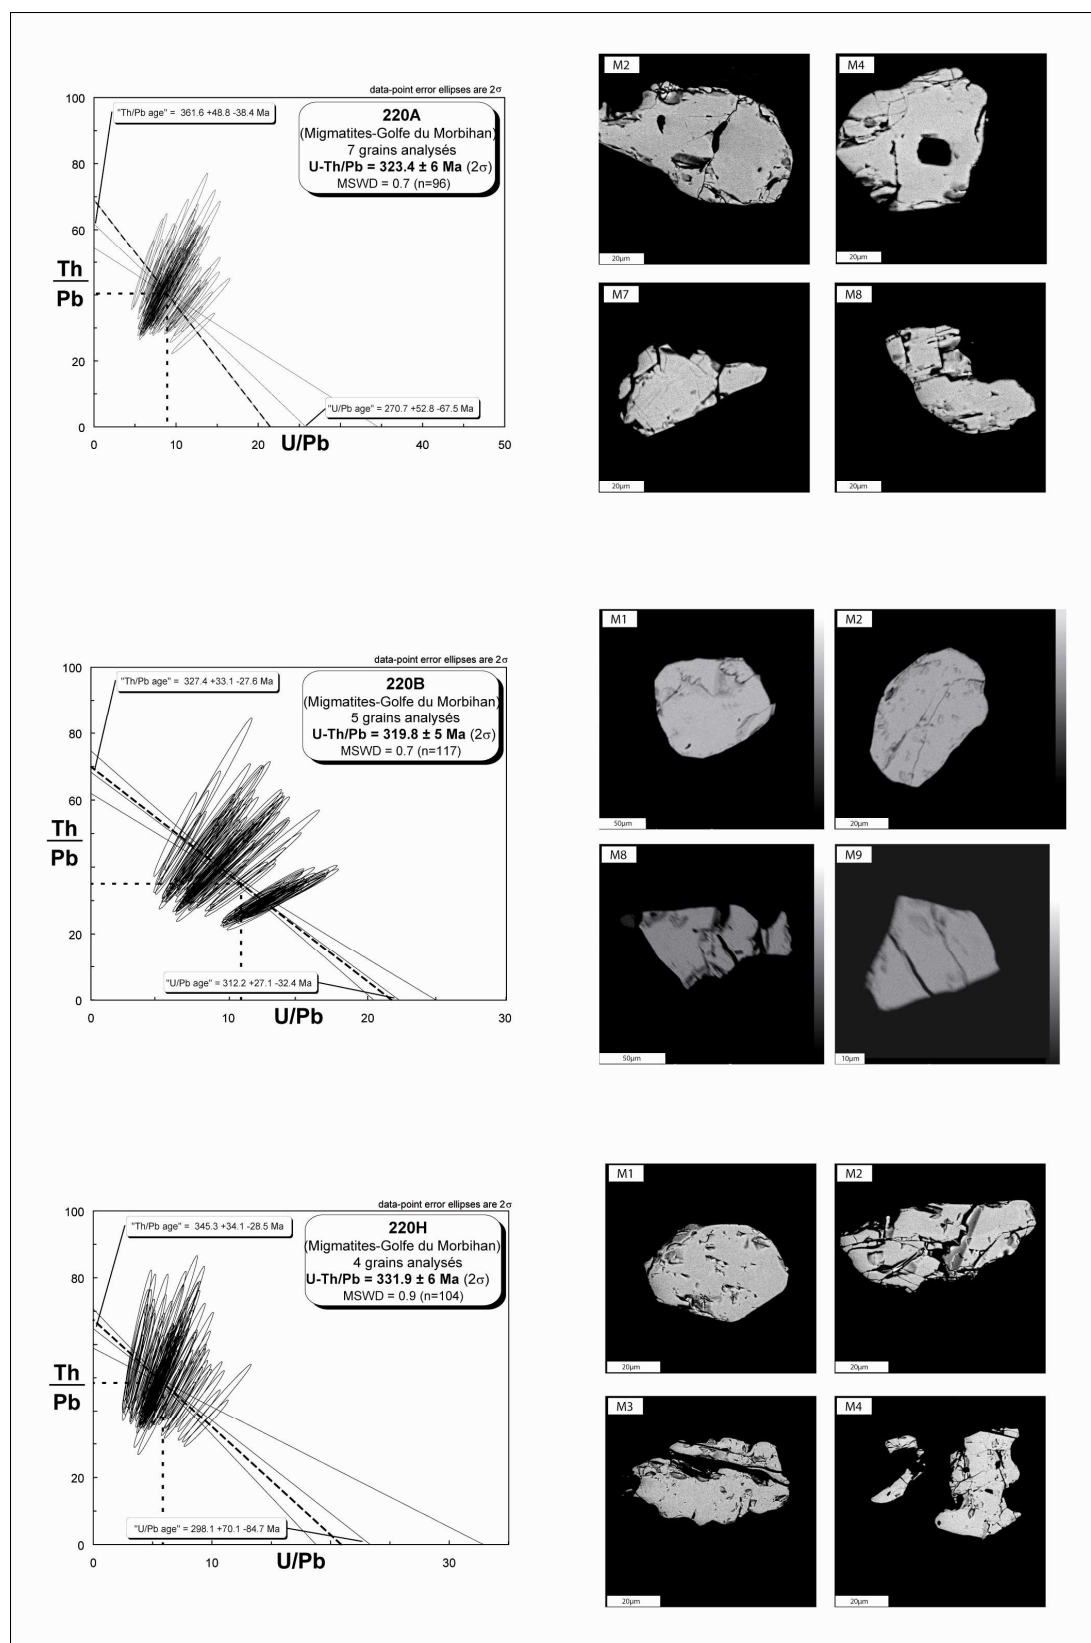 data-point error ellipses are 2σ
100
80
60
40
20
0
"Th/Pb age" = 361.6 +48.8 -38.4 Ma
220A
(Migmatites-Golfe du Morbihan)
7 grains analysés
U-Th/Pb = 323.4 ± 6 Ma (2σ)
MSWD = 0.7 (n=96)
Th
Pb
"U/Pb age" = 270.7 +52.8 -67.5 Ma
0
10
20
30
40
50
U/Pb
M2
20µm
M4
20µm
M7
20µm
M8
20µm
data-point error ellipses are 2σ
100
80
60
40
20
0
"Th/Pb age" = 327.4 +33.1 -27.6 Ma
220B
(Migmatites-Golfe du Morbihan)
5 grains analysés
U-Th/Pb = 319.8 ± 5 Ma (2σ)
MSWD = 0.7 (n=117)
Th
Pb
"U/Pb age" = 312.2 +27.1 -32.4 Ma
0
10
20
30
U/Pb
M1
50µm
M2
20µm
M8
50µm
M9
10µm
data-point error ellipses are 2σ
100
80
60
40
20
0
"Th/Pb age" = 345.3 +34.1 -28.5 Ma
220H
(Migmatites-Golfe du Morbihan)
4 grains analysés
U-Th/Pb = 331.9 ± 6 Ma (2σ)
MSWD = 0.9 (n=104)
Th
Pb
"U/Pb age" = 298.1 +70.1 -84.7 Ma
0
10
30
U/Pb
M1
20µm
M2
20µm
M3
20µm
M4
20µm